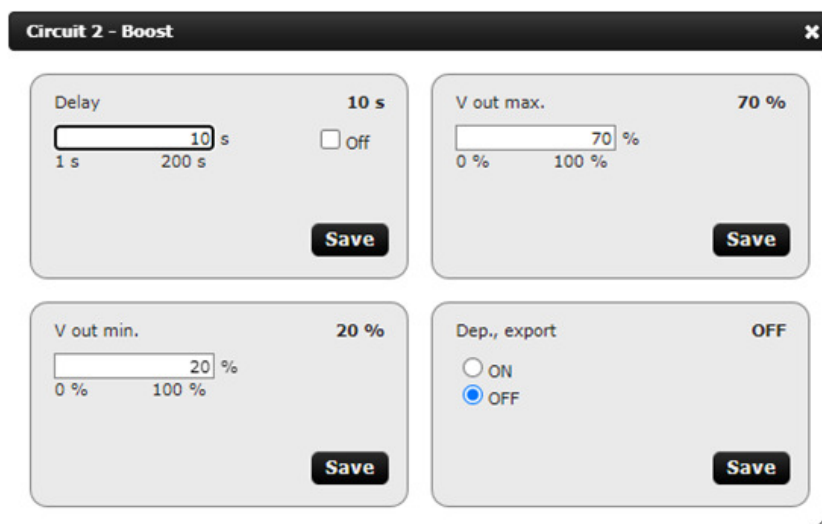 Circuit 2 - Boost
Delay 10 s
10 s Off
1 s 200 s
Save
V out max. 70 %
70 %
0 % 100 %
Save
V out min. 20 %
20 %
0 % 100 %
Save
Dep., export OFF
ON
OFF
Save